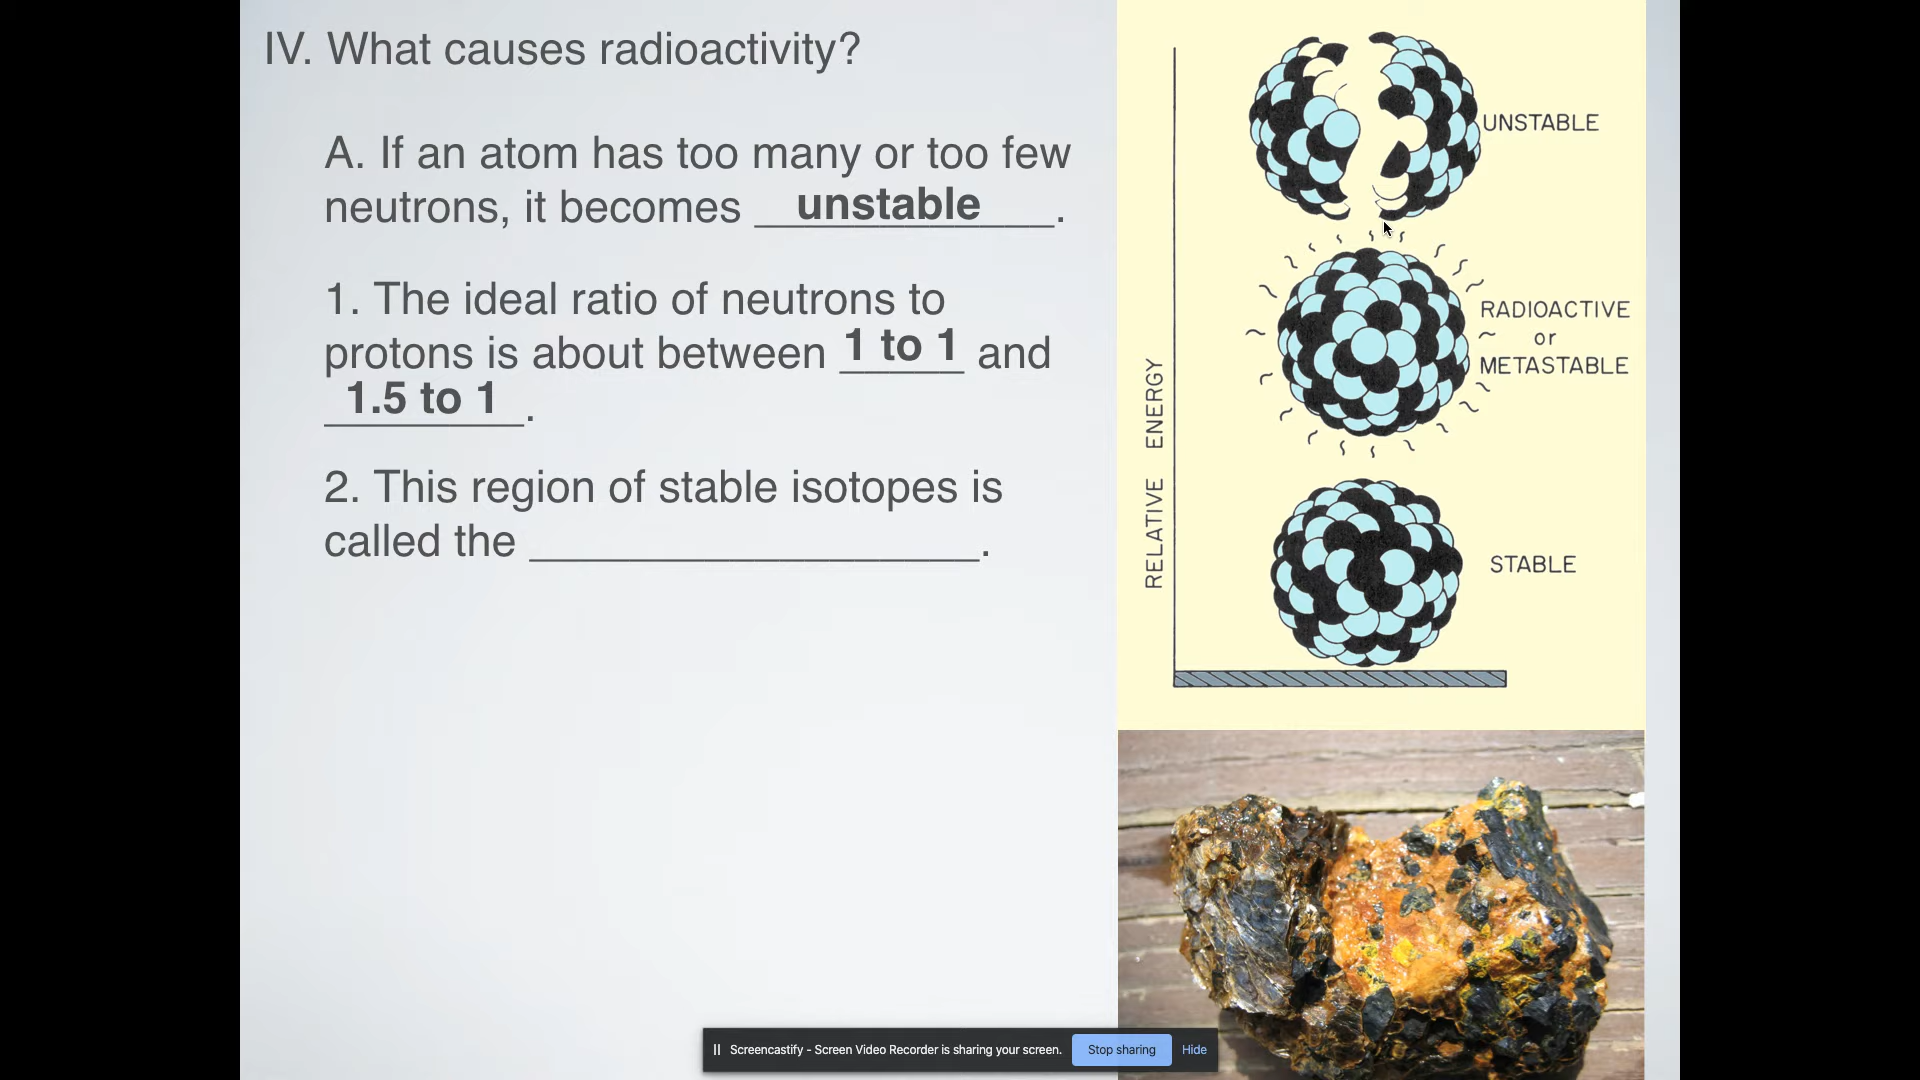 IV. What causes radioactivity?
A. If an atom has too many or too few
neutrons, it becomes unstable.
1. The ideal ratio of neutrons to
protons is about between 1 to 1 and
1.5 to 1.
2. This region of stable isotopes is
called the __________________.
UNSTABLE
RADIOACTIVE
or
METASTABLE
STABLE
RELATIVE ENERGY
Screencastify - Screen Video Recorder is sharing your screen.
Stop sharing
Hide